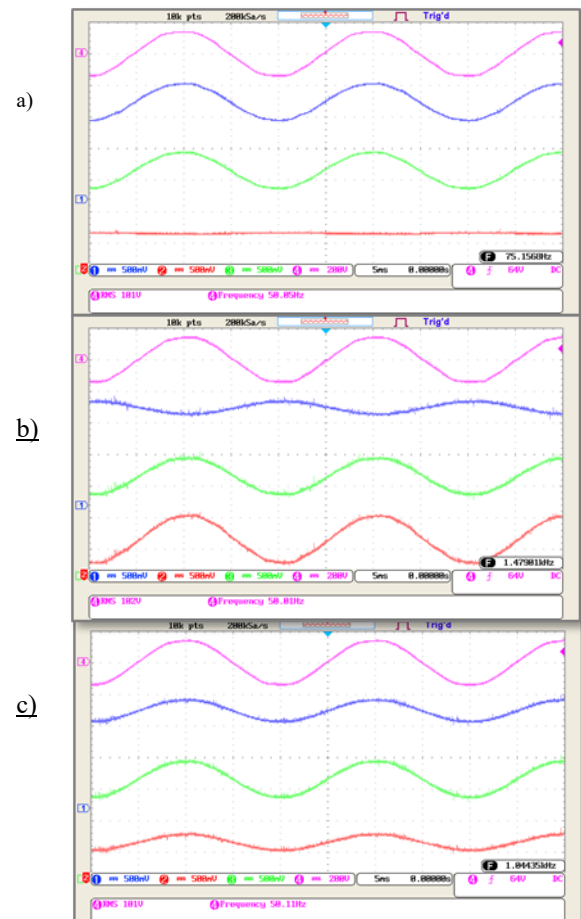 10k pts 200kSa/s Trig'd
4
a)
1
F 75.1560Hz
2 1 500mV 2 500mV 3 500mV 4 200V 5ms 0.00000s 4 64V DC
4 RMS 101V 4 Frequency 50.05Hz
10k pts 200kSa/s Trig'd
4
b)
1
F 1.47901kHz
2 1 500mV 2 500mV 3 500mV 4 200V 5ms 0.00000s 4 64V DC
4 RMS 102V 4 Frequency 50.01Hz
10k pts 200kSa/s Trig'd
4
c)
1
F 1.04435kHz
2 1 500mV 2 500mV 3 500mV 4 200V 5ms 0.00000s 4 64V DC
4 RMS 101V 4 Frequency 50.11Hz